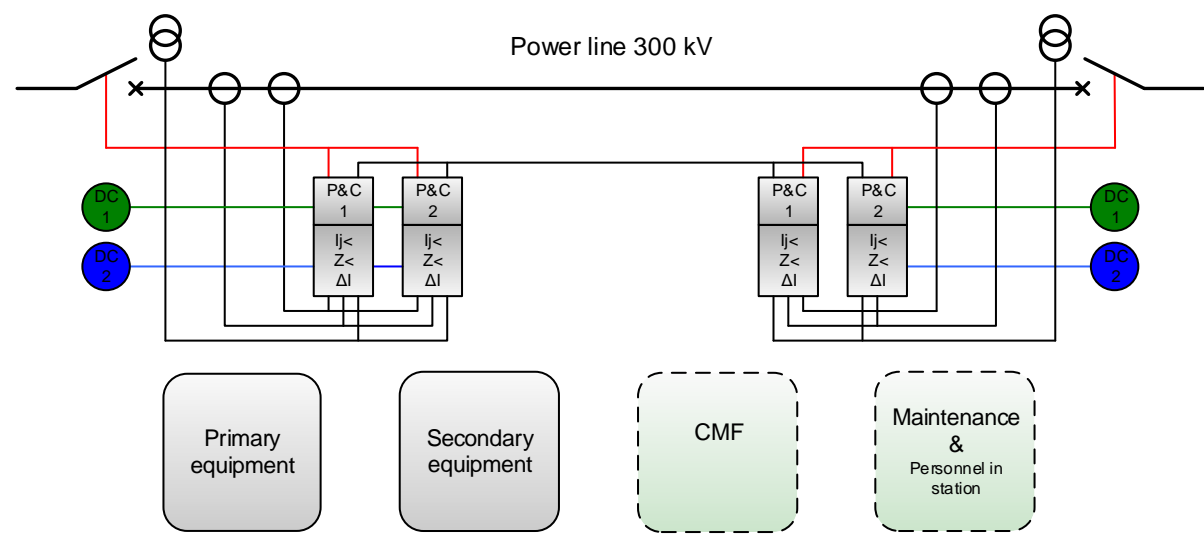 Power line 300 kV
DC
1
DC
2
P&C
1
Ij<
Z<
ΔI
P&C
2
Ij<
Z<
ΔI
P&C
1
Ij<
Z<
ΔI
P&C
2
Ij<
Z<
ΔI
DC
1
DC
2
Primary
equipment
Secondary
equipment
CMF
Maintenance
&
Personnel in
station